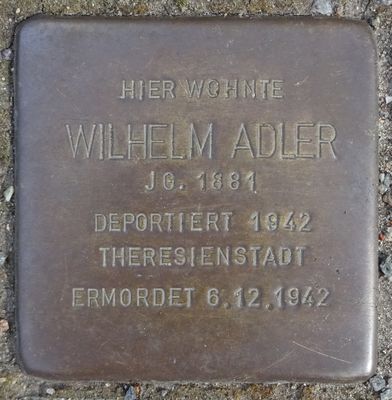 HIER WOHNTE
WILHELM ADLER
JG. 1881
DEPORTIERT 1942
THERESIENSTADT
ERMORDET 6.12.1942